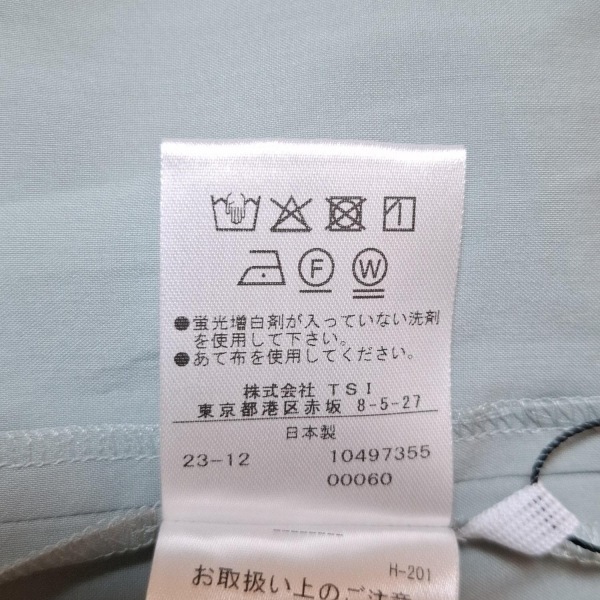 F W
●蛍光増白剤が入っていない洗剤
を使用して下さい。
●あて布を使用してください。
株式会社 TSI
東京都港区赤坂 8-5-27
日本製
23-12 10497355
00060
H-201
お取扱い上のご注意